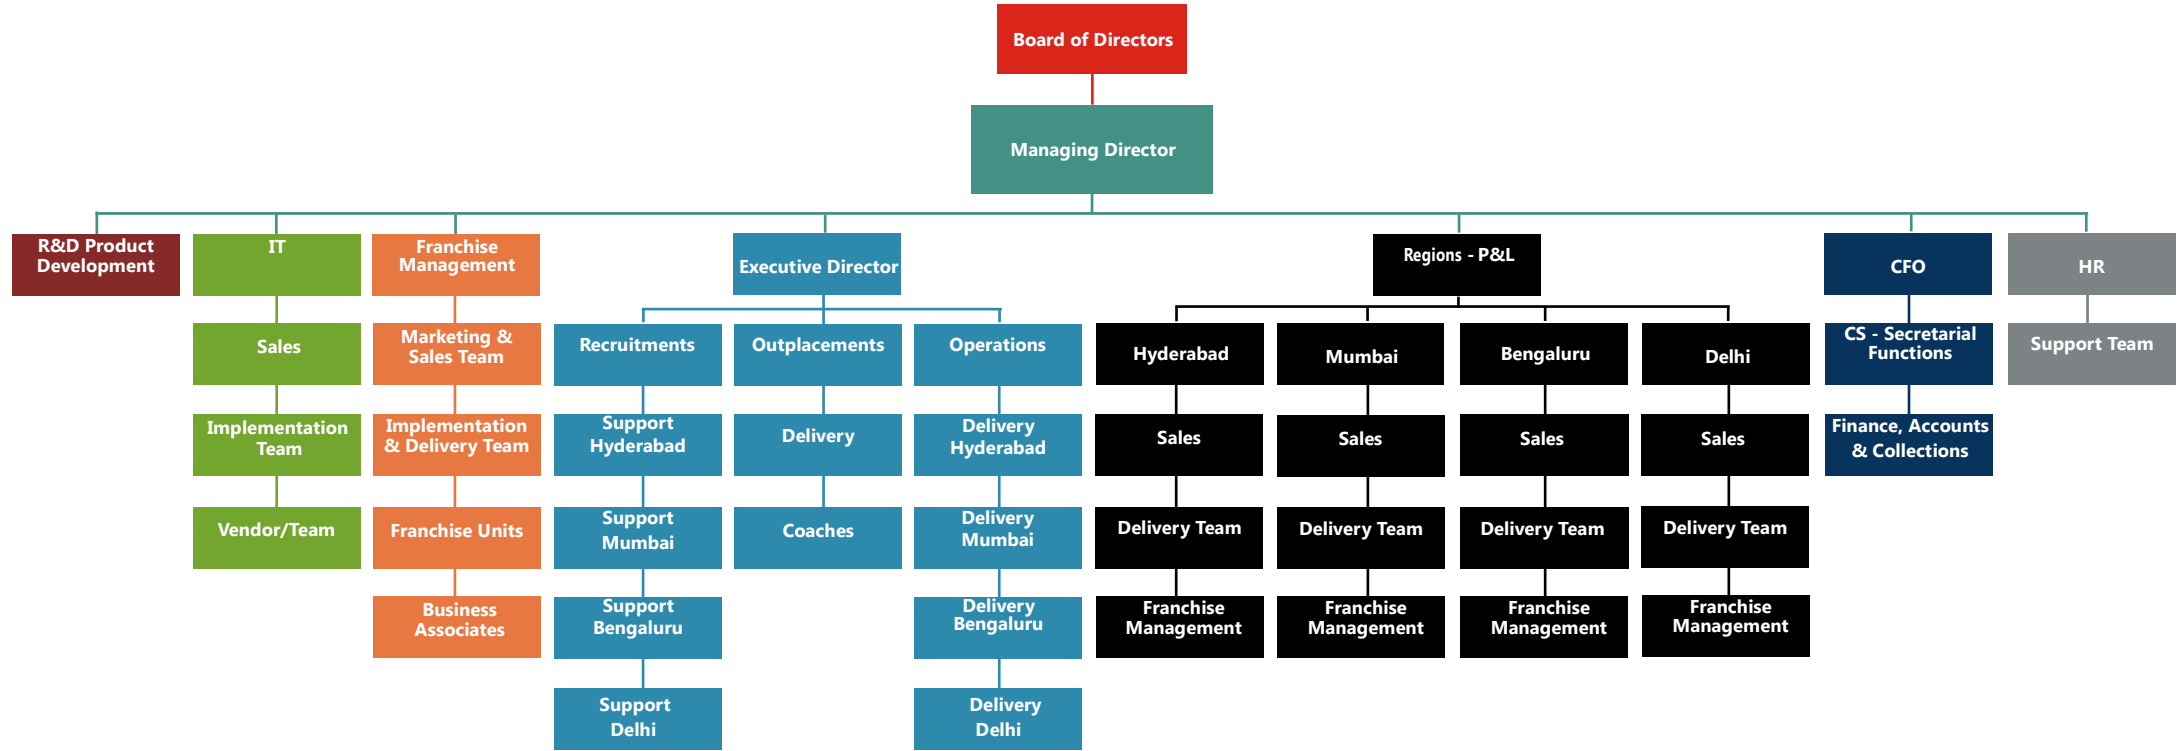 Board of Directors
Managing Director
R&D Product
Development
IT
Franchise
Management
Executive Director
Regions - P&L
CFO
HR
Sales
Marketing &
Sales Team
Recruitments
Outplacements
Operations
Hyderabad
Mumbai
Bengaluru
Delhi
CS - Secretarial
Functions
Support Team
Implementation
Team
Implementation
& Delivery Team
Support
Hyderabad
Delivery
Delivery
Hyderabad
Sales
Sales
Sales
Sales
Finance, Accounts
& Collections
Vendor/Team
Franchise Units
Support
Mumbai
Coaches
Delivery
Mumbai
Delivery Team
Delivery Team
Delivery Team
Delivery Team
Business
Associates
Support
Bengaluru
Delivery
Bengaluru
Franchise
Management
Franchise
Management
Franchise
Management
Franchise
Management
Support
Delhi
Delivery
Delhi